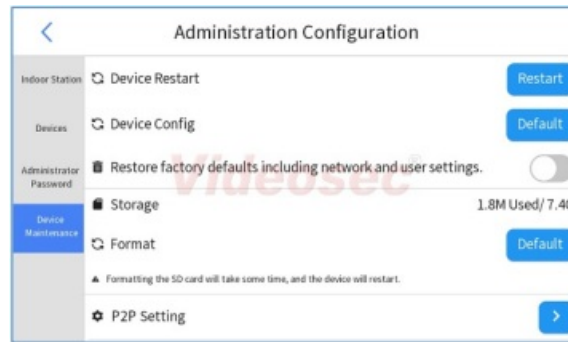 Administration Configuration
Indoor Station
Device Restart
Restart
Devices
Device Config
Default
Administrator
Password
Restore factory defaults including network and user settings.
Videosec
Device
Maintenance
Storage
1.8M Used/ 7.4
Format
Default
Formatting the SD card will take some time, and the device will restart.
P2P Setting